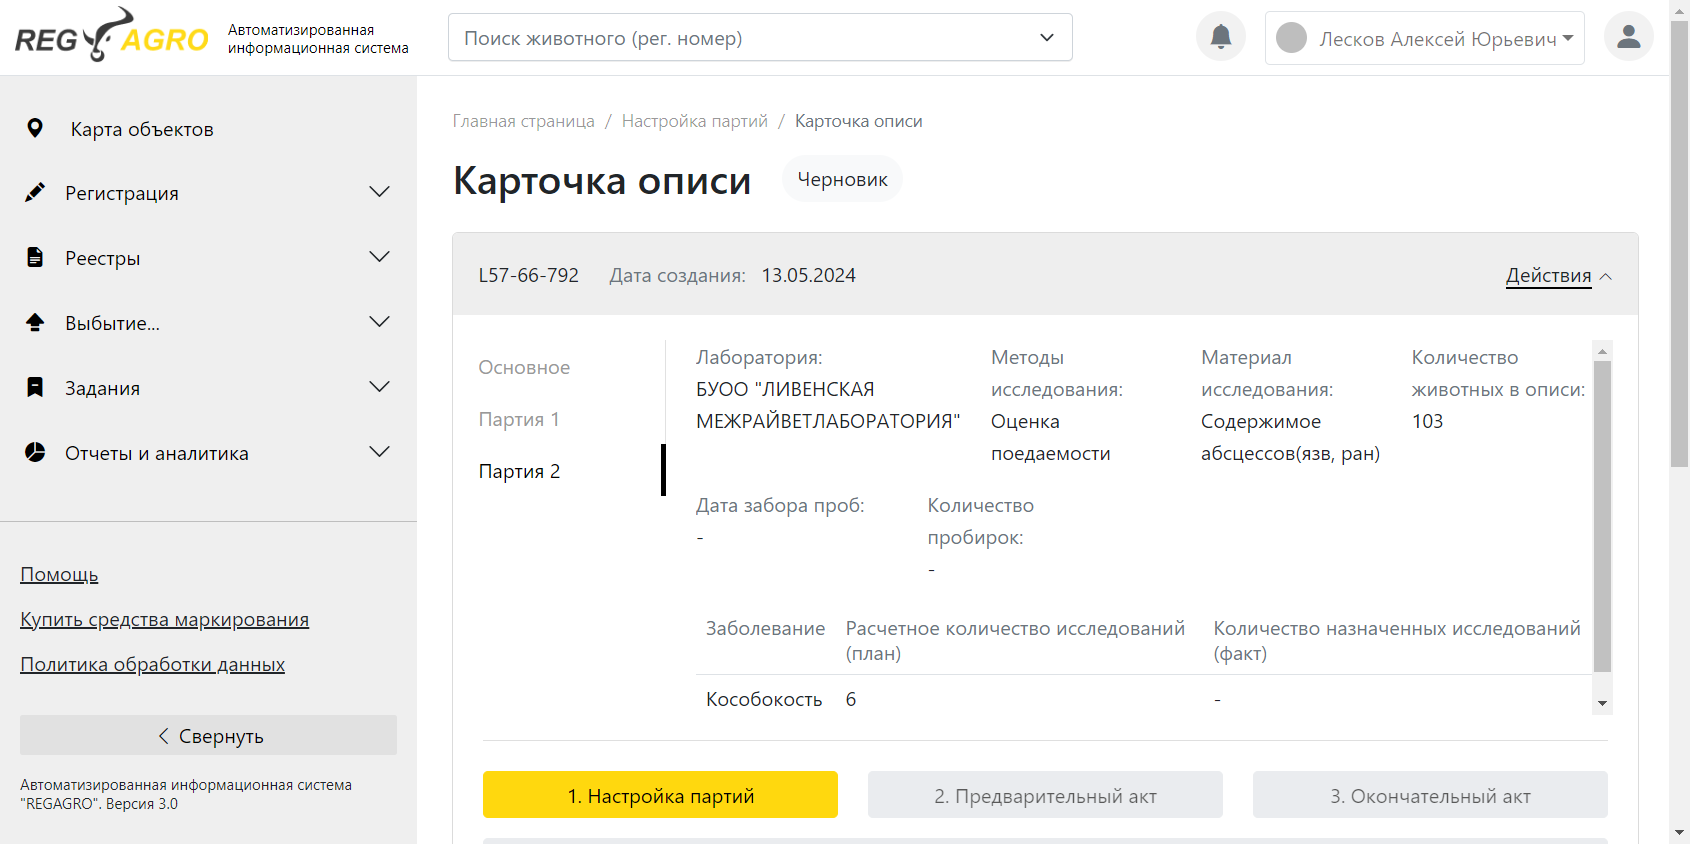 REG AGRO
Автоматизированная
информационная система
Поиск животного (рег. номер)
Лесков Алексей Юрьевич
Карта объектов
Регистрация
Реестры
Выбытие...
Задания
Отчеты и аналитика
Помощь
Купить средства маркирования
Политика обработки данных
Свернуть
Автоматизированная информационная система
"REGAGRO". Версия 3.0
Главная страница / Настройка партий / Карточка описи
Карточка описи
Черновик
L57-66-792 Дата создания: 13.05.2024
Действия
Основное
Партия 1
Партия 2
Лаборатория:
БУОО "ЛИВЕНСКАЯ
МЕЖРАЙВЕТЛАБОРАТОРИЯ"
Методы
исследования:
Оценка
поедаемости
Материал
исследования:
Содержимое
абсцессов(язв, ран)
Количество
животных в описи:
103
Дата забора проб:
-
Количество
пробирок:
-
Заболевание
Расчетное количество исследований
(план)
Количество назначенных исследований
(факт)
Кособокость 6 -
1. Настройка партий
2. Предварительный акт
3. Окончательный акт